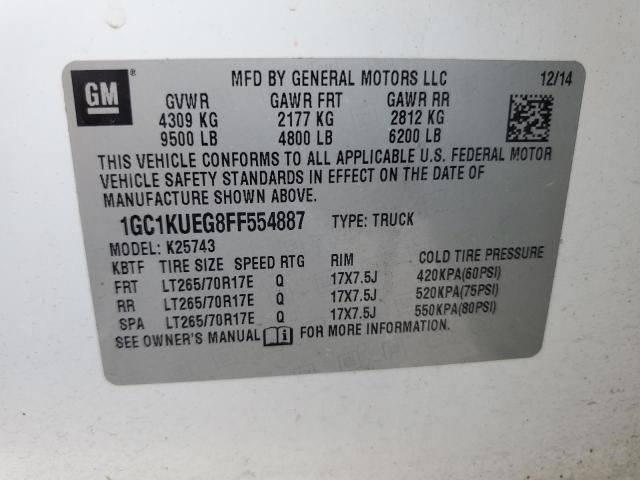 GM ® MFD BY GENERAL MOTORS LLC 12/14
GVWR GAWR FRT GAWR RR
4309 KG 2177 KG 2812 KG
9500 LB 4800 LB 6200 LB
THIS VEHICLE CONFORMS TO ALL APPLICABLE U.S. FEDERAL MOTOR
VEHICLE SAFETY STANDARDS IN EFFECT ON THE DATE OF
MANUFACTURE SHOWN ABOVE.
1GC1KUEG8FF554887 TYPE: TRUCK
MODEL: K25743
KBTF TIRE SIZE SPEED RTG RIM COLD TIRE PRESSURE
FRT LT265/70R17E Q 17X7.5J 420KPA(60PSI)
RR LT265/70R17E Q 17X7.5J 520KPA(75PSI)
SPA LT265/70R17E Q 17X7.5J 550KPA(80PSI)
SEE OWNER'S MANUAL i FOR MORE INFORMATION.